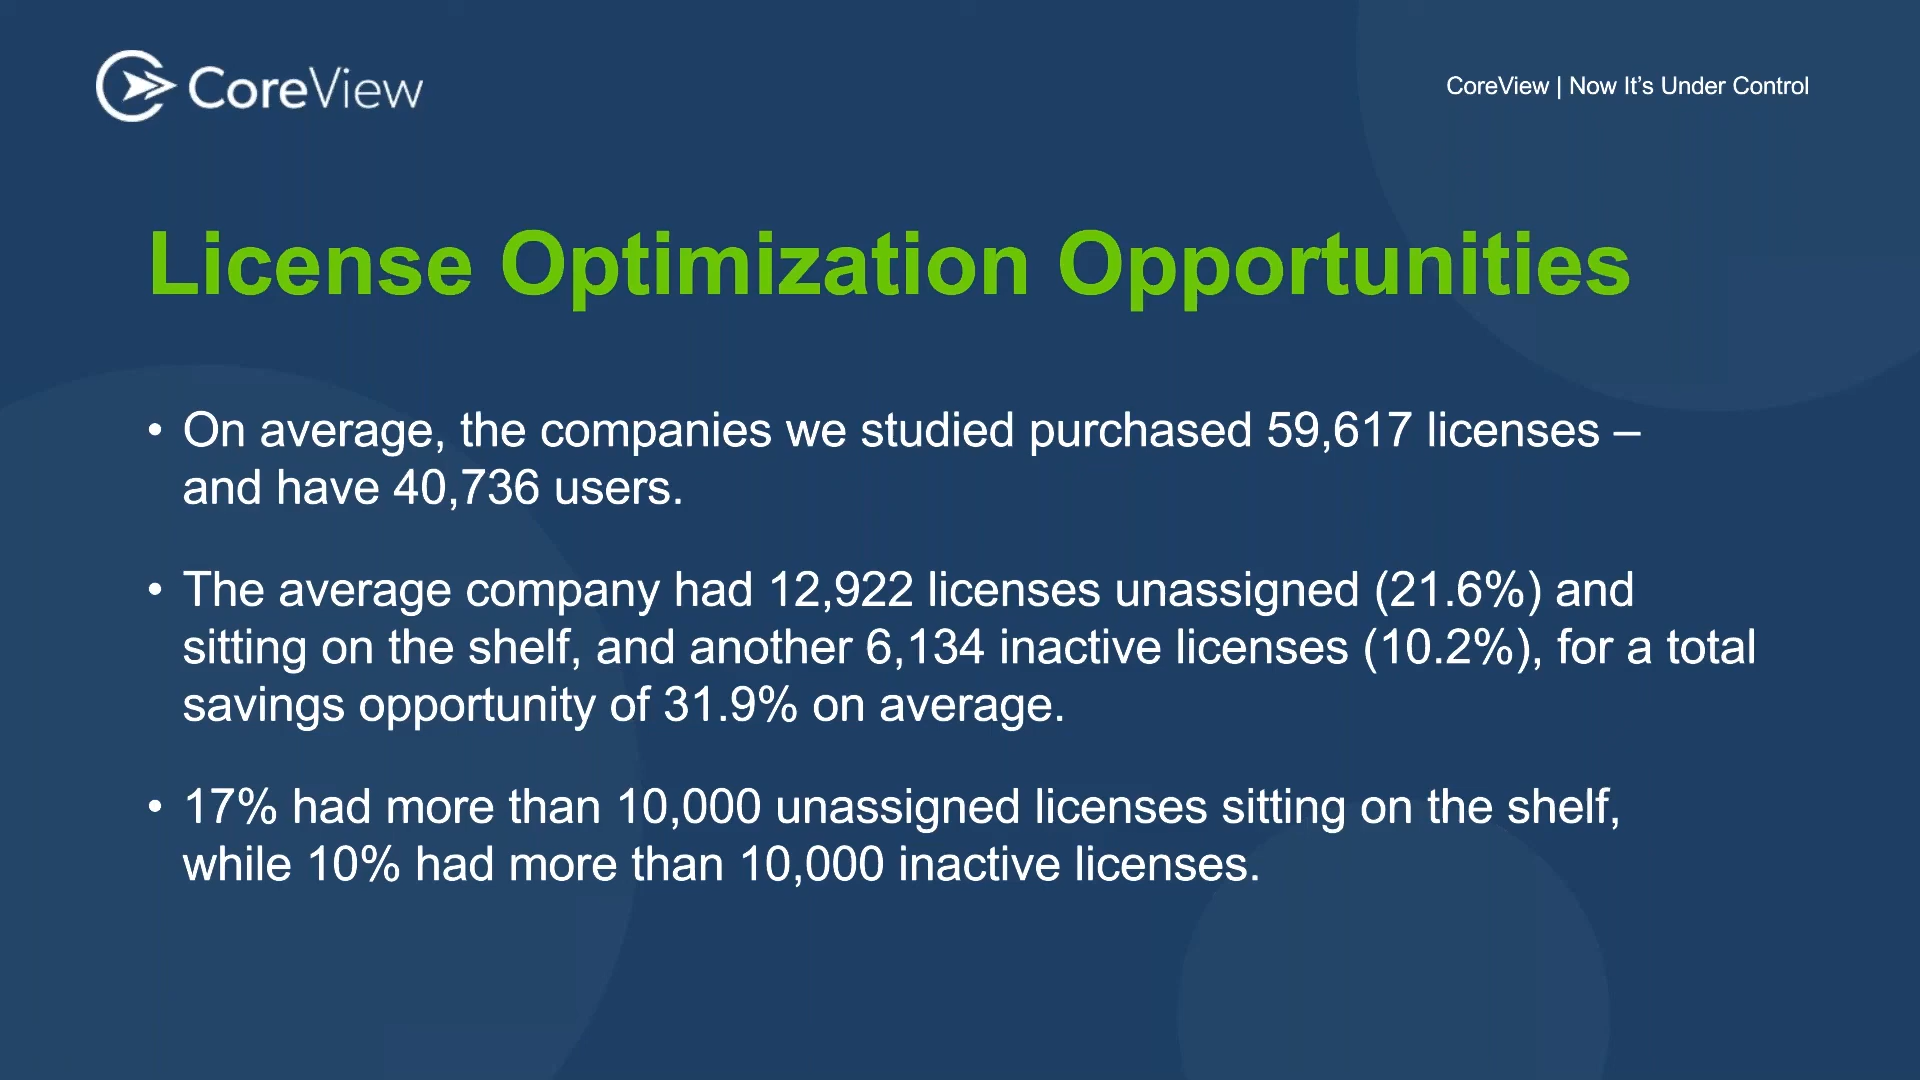 CoreView
CoreView | Now It’s Under Control
License Optimization Opportunities
• On average, the companies we studied purchased 59,617 licenses –
and have 40,736 users.
• The average company had 12,922 licenses unassigned (21.6%) and
sitting on the shelf, and another 6,134 inactive licenses (10.2%), for a total
savings opportunity of 31.9% on average.
• 17% had more than 10,000 unassigned licenses sitting on the shelf,
while 10% had more than 10,000 inactive licenses.